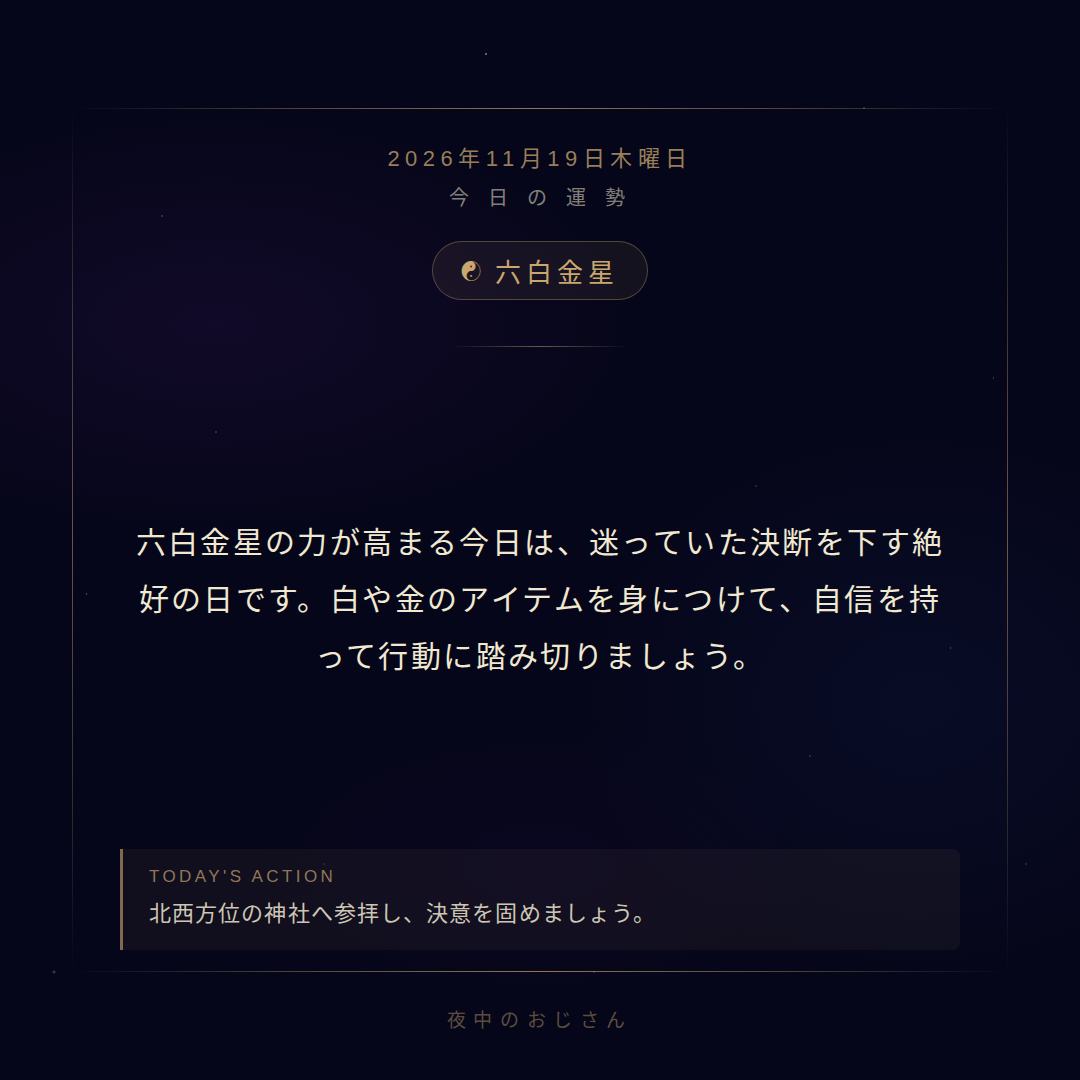 2026年11月19日木曜日
今日の運勢
☯ 六白金星
六白金星の力が高まる今日は、迷っていた決断を下す絶
好の日です。白や金のアイテムを身につけて、自信を持
って行動に踏み切りましょう。
TODAY'S ACTION
北西方位の神社へ参拝し、決意を固めましょう。
夜中のおじさん